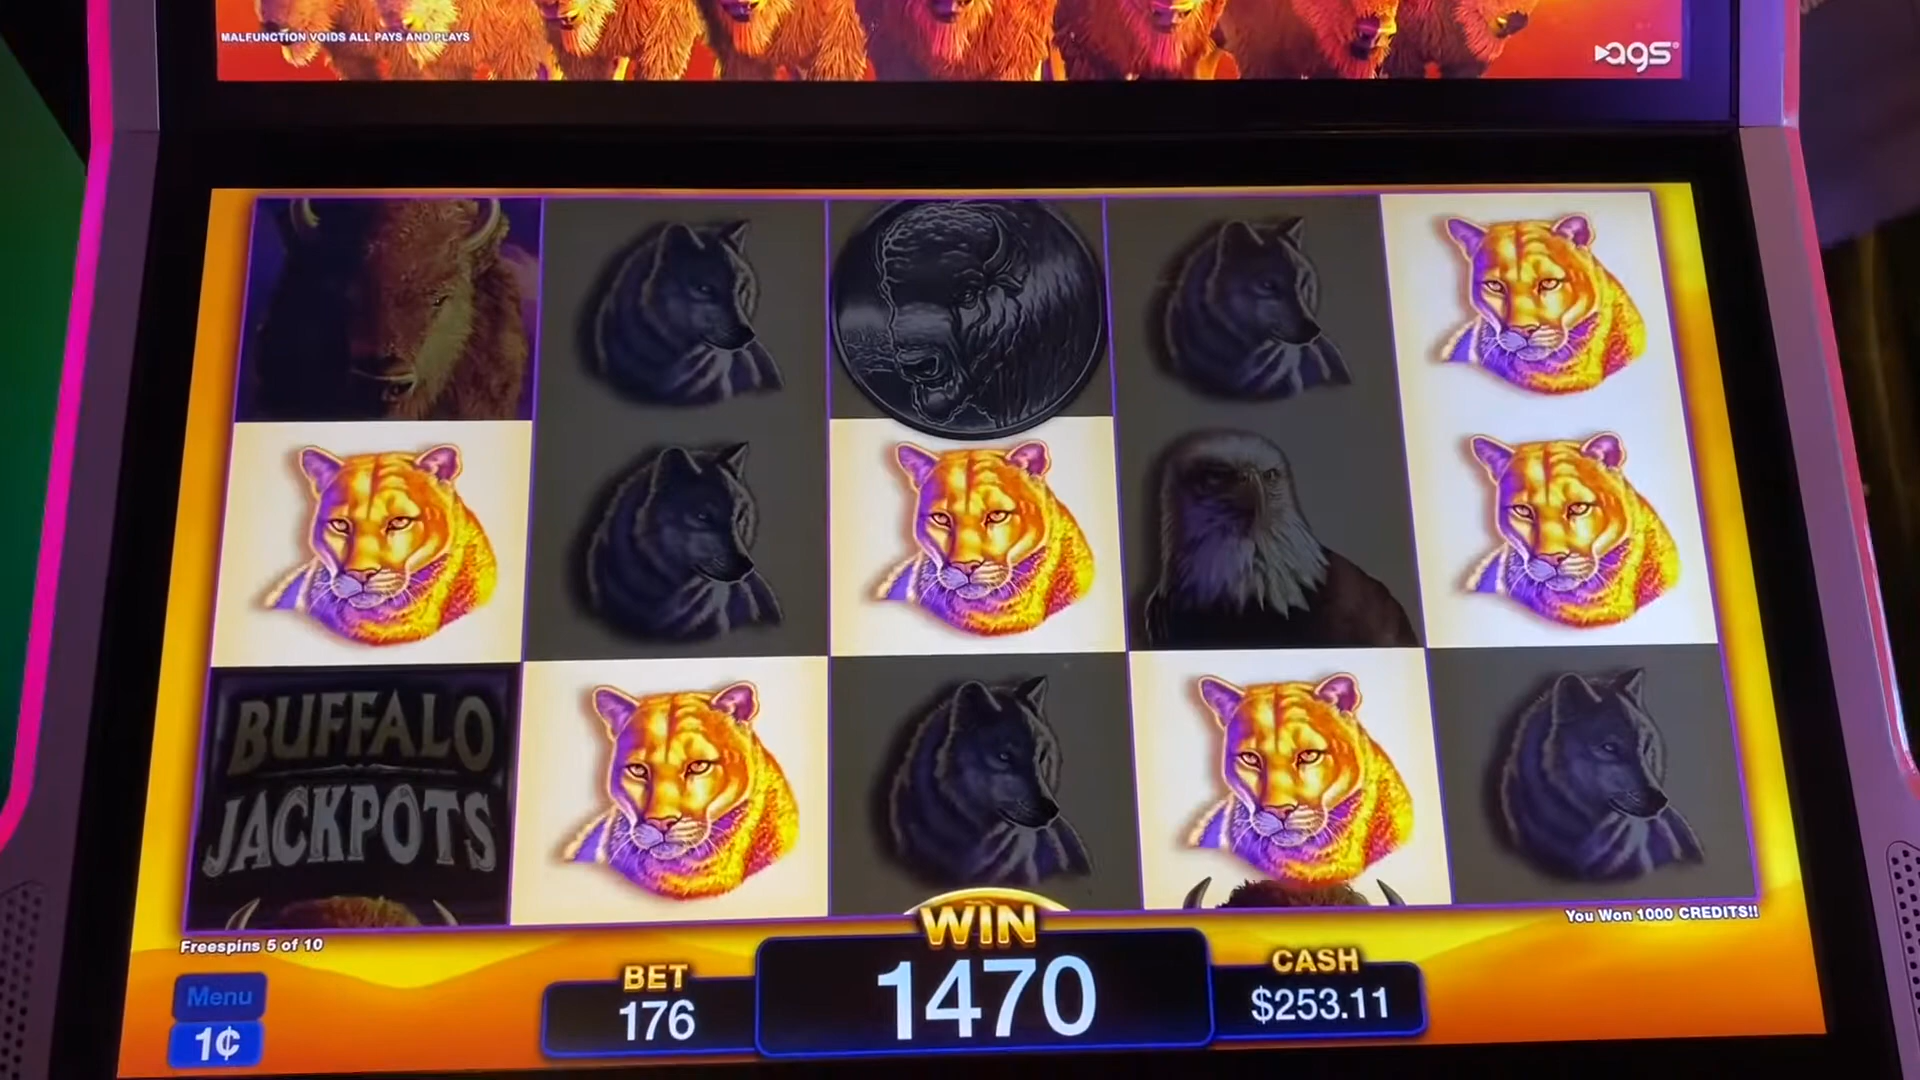 MALFUNCTION VOIDS ALL PAYS AND PLAYS
ags
BUFFALO
JACKPOTS
Freespins 5 of 10
You Won 1000 CREDITS!!
Menu
1¢
BET
176
WIN
1470
CASH
$253.11